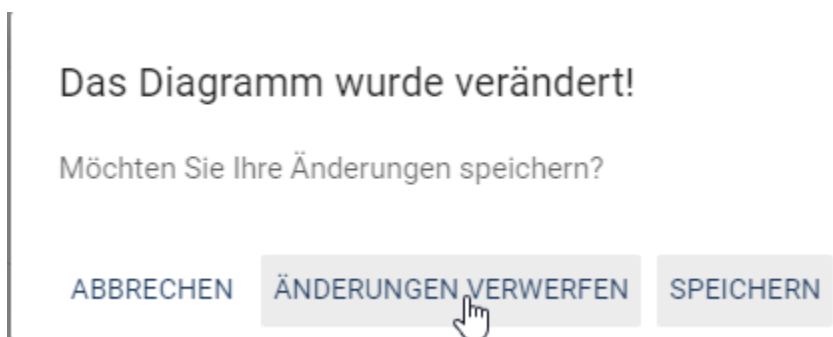 Das Diagramm wurde verändert!
Möchten Sie Ihre Änderungen speichern?
ABBRECHEN ÄNDERUNGEN VERWERFEN SPEICHERN